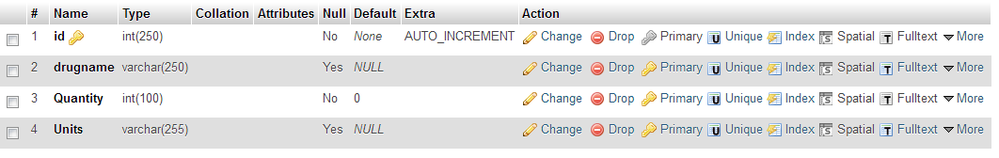 # Name Type Collation Attributes Null Default Extra Action
1 id int(250) No None AUTO_INCREMENT Change Drop Primary Unique Index Spatial Fulltext More
2 drugname varchar(250) Yes NULL Change Drop Primary Unique Index Spatial Fulltext More
3 Quantity int(100) No 0 Change Drop Primary Unique Index Spatial Fulltext More
4 Units varchar(255) Yes NULL Change Drop Primary Unique Index Spatial Fulltext More